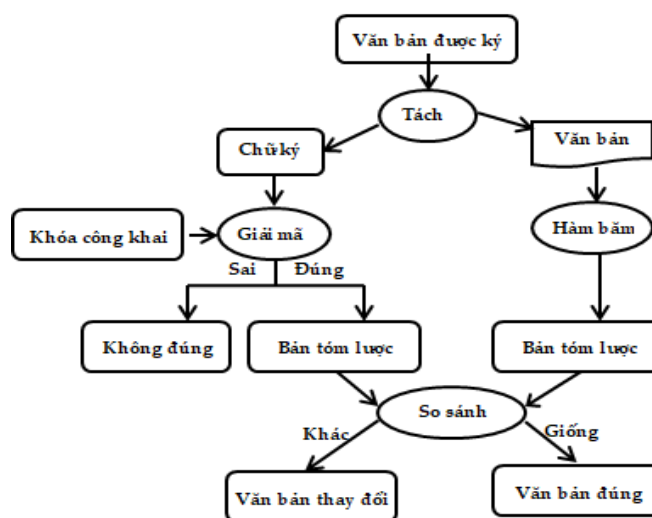 Văn bản được ký
Tách
Chữ ký
Văn bản
Khóa công khai
Giải mã
Hàm băm
Sai
Đúng
Không đúng
Bản tóm lược
Bản tóm lược
So sánh
Khác
Giống
Văn bản thay đổi
Văn bản đúng